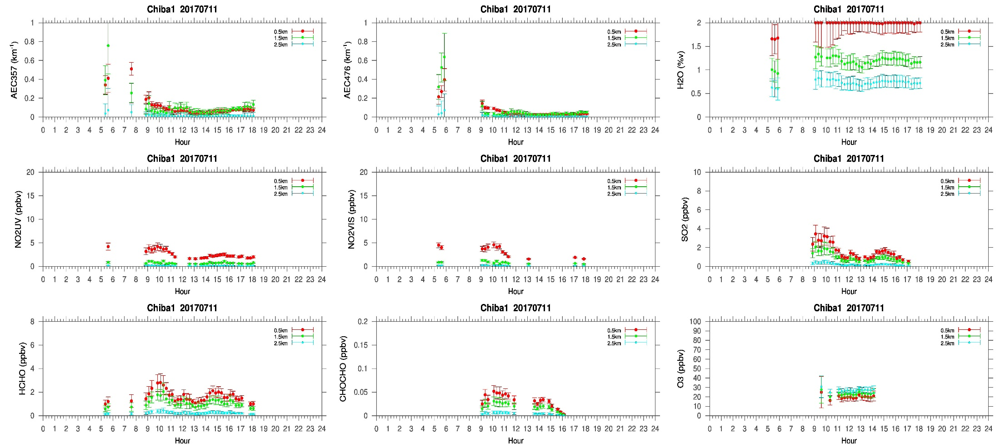 Chiba1 20170711
AEC357 (km-1)
1
0.8
0.6
0.4
0.2
0
0.5km
1.5km
2.5km
0 1 2 3 4 5 6 7 8 9 10 11 12 13 14 15 16 17 18 19 20 21 22 23 24
Hour
Chiba1 20170711
AEC476 (km-1)
1
0.8
0.6
0.4
0.2
0
0.5km
1.5km
2.5km
0 1 2 3 4 5 6 7 8 9 10 11 12 13 14 15 16 17 18 19 20 21 22 23 24
Hour
Chiba1 20170711
H2O (%v)
2
1.5
1
0.5
0
0.5km
1.5km
2.5km
0 1 2 3 4 5 6 7 8 9 10 11 12 13 14 15 16 17 18 19 20 21 22 23 24
Hour
Chiba1 20170711
NO2UV (ppbv)
20
15
10
5
0
0.5km
1.5km
2.5km
0 1 2 3 4 5 6 7 8 9 10 11 12 13 14 15 16 17 18 19 20 21 22 23 24
Hour
Chiba1 20170711
NO2VIS (ppbv)
20
15
10
5
0
0.5km
1.5km
2.5km
0 1 2 3 4 5 6 7 8 9 10 11 12 13 14 15 16 17 18 19 20 21 22 23 24
Hour
Chiba1 20170711
SO2 (ppbv)
10
8
6
4
2
0
0.5km
1.5km
2.5km
0 1 2 3 4 5 6 7 8 9 10 11 12 13 14 15 16 17 18 19 20 21 22 23 24
Hour
Chiba1 20170711
HCHO (ppbv)
8
6
4
2
0
0.5km
1.5km
2.5km
0 1 2 3 4 5 6 7 8 9 10 11 12 13 14 15 16 17 18 19 20 21 22 23 24
Hour
Chiba1 20170711
CHOCHO (ppbv)
0.2
0.15
0.1
0.05
0
0.5km
1.5km
2.5km
0 1 2 3 4 5 6 7 8 9 10 11 12 13 14 15 16 17 18 19 20 21 22 23 24
Hour
Chiba1 20170711
O3 (ppbv)
100
90
80
70
60
50
40
30
20
10
0
0.5km
1.5km
2.5km
0 1 2 3 4 5 6 7 8 9 10 11 12 13 14 15 16 17 18 19 20 21 22 23 24
Hour